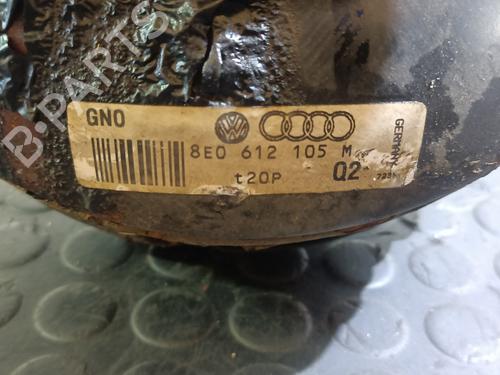 B-PARTS
GNO
8E0 612 105 M
t20P
Q2
GERMANY